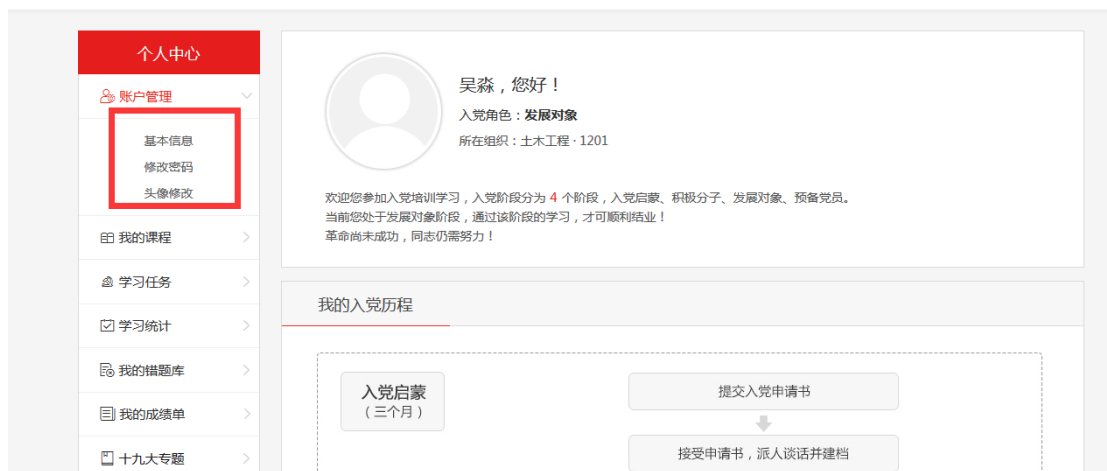 个人中心
账户管理
基本信息
修改密码
头像修改
我的课程
学习任务
学习统计
我的错题库
我的成绩单
十九大专题
吴淼，您好！
入党角色：发展对象
所在组织：土木工程·1201
欢迎您参加入党培训学习，入党阶段分为 4 个阶段，入党启蒙、积极分子、发展对象、预备党员。
当前您处于发展对象阶段，通过该阶段的学习，才可顺利结业！
革命尚未成功，同志仍需努力！
我的入党历程
入党启蒙
（三个月）
提交入党申请书
接受申请书，派人谈话并建档